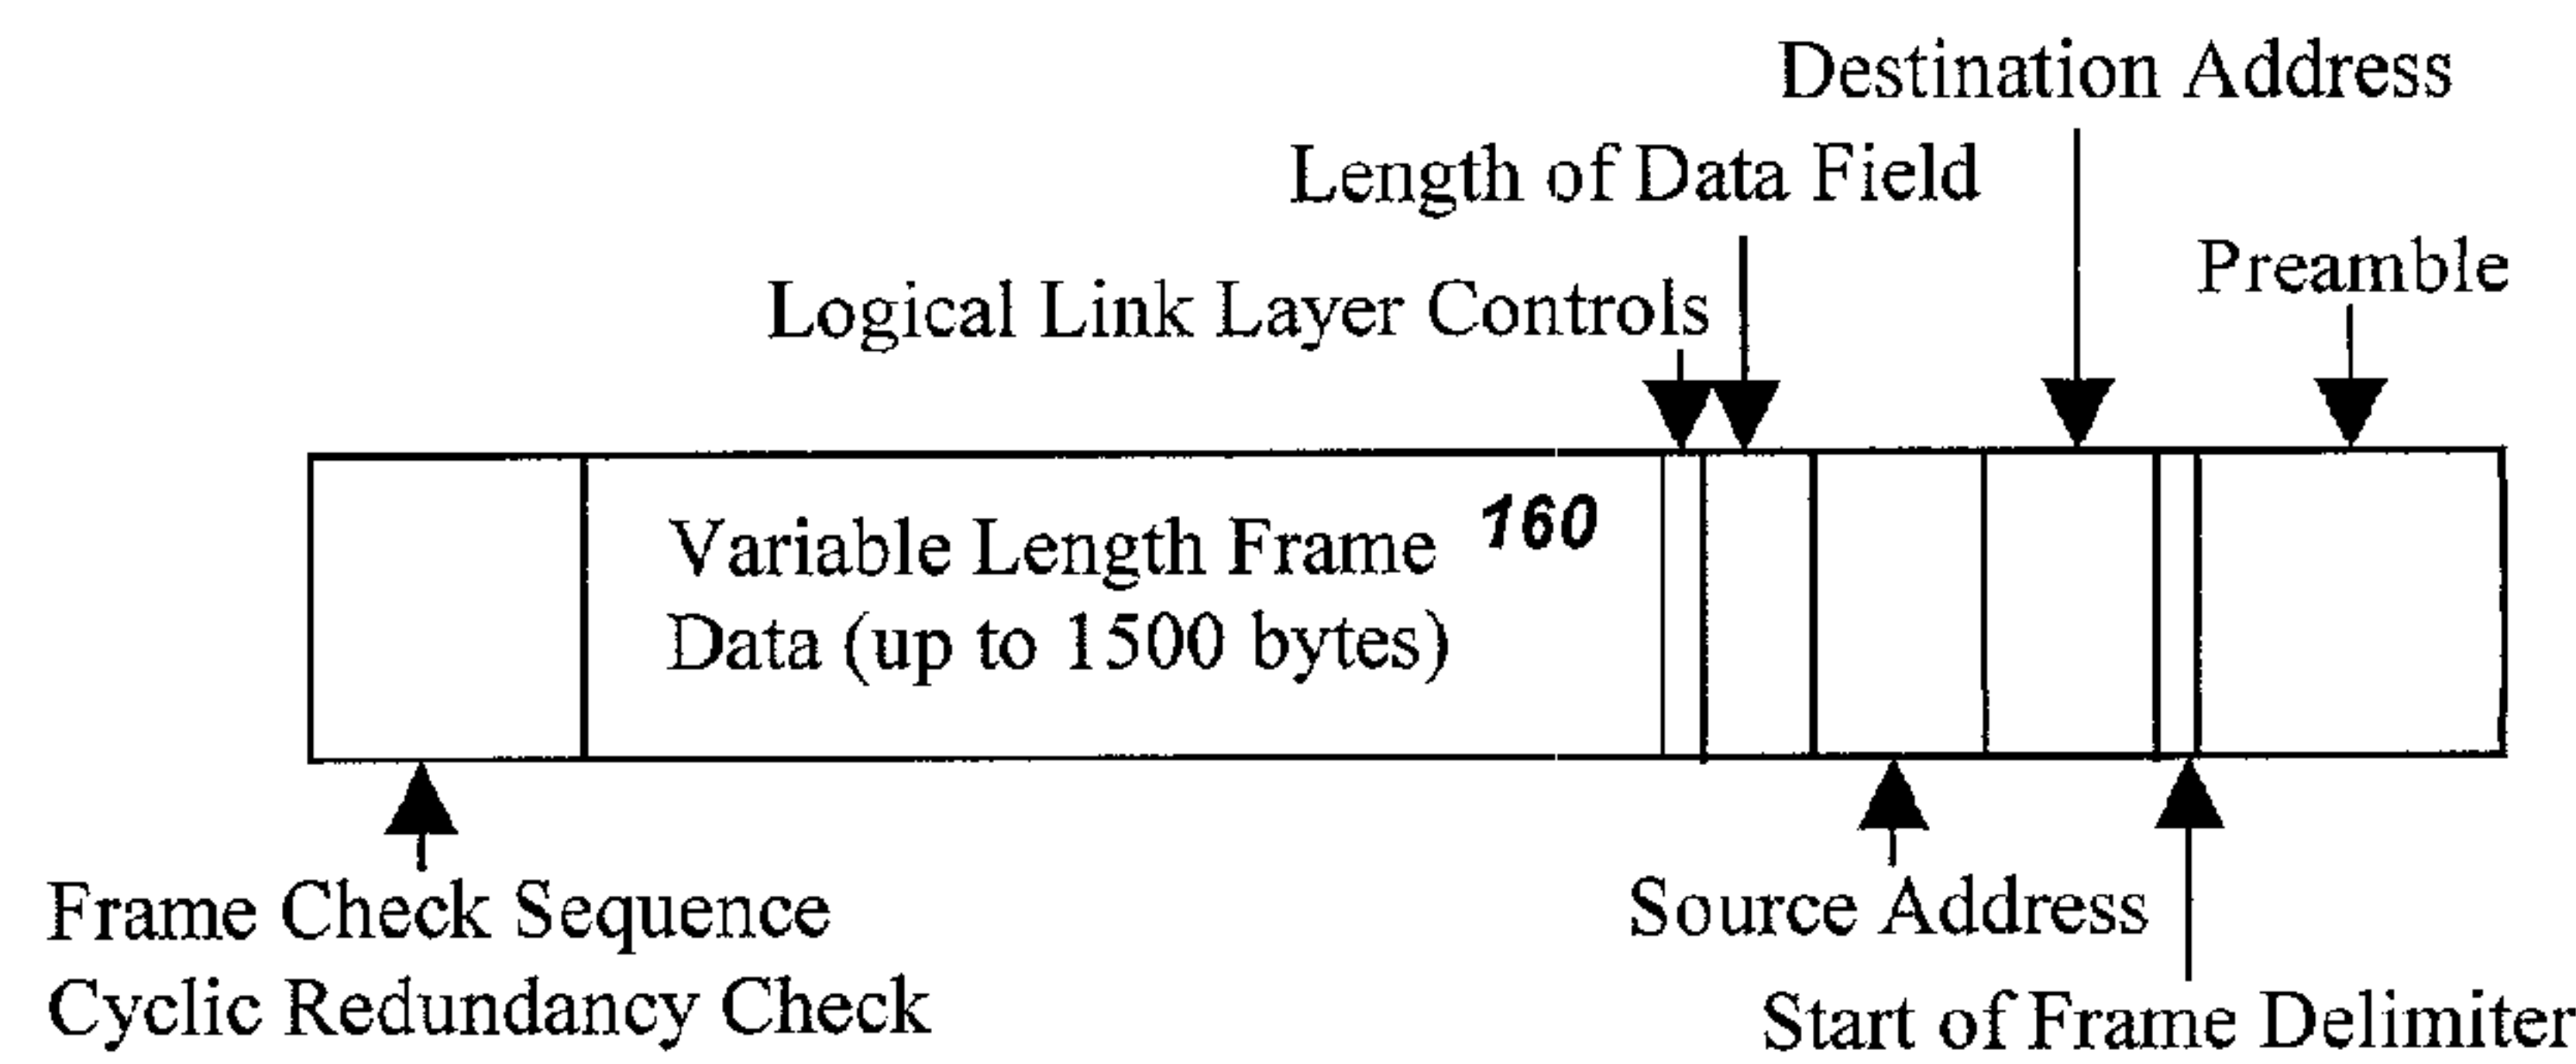 Destination Address
Length of Data Field
Preamble
Logical Link Layer Controls
Variable Length Frame 160
Data (up to 1500 bytes)
Frame Check Sequence
Cyclic Redundancy Check
Source Address
Start of Frame Delimiter